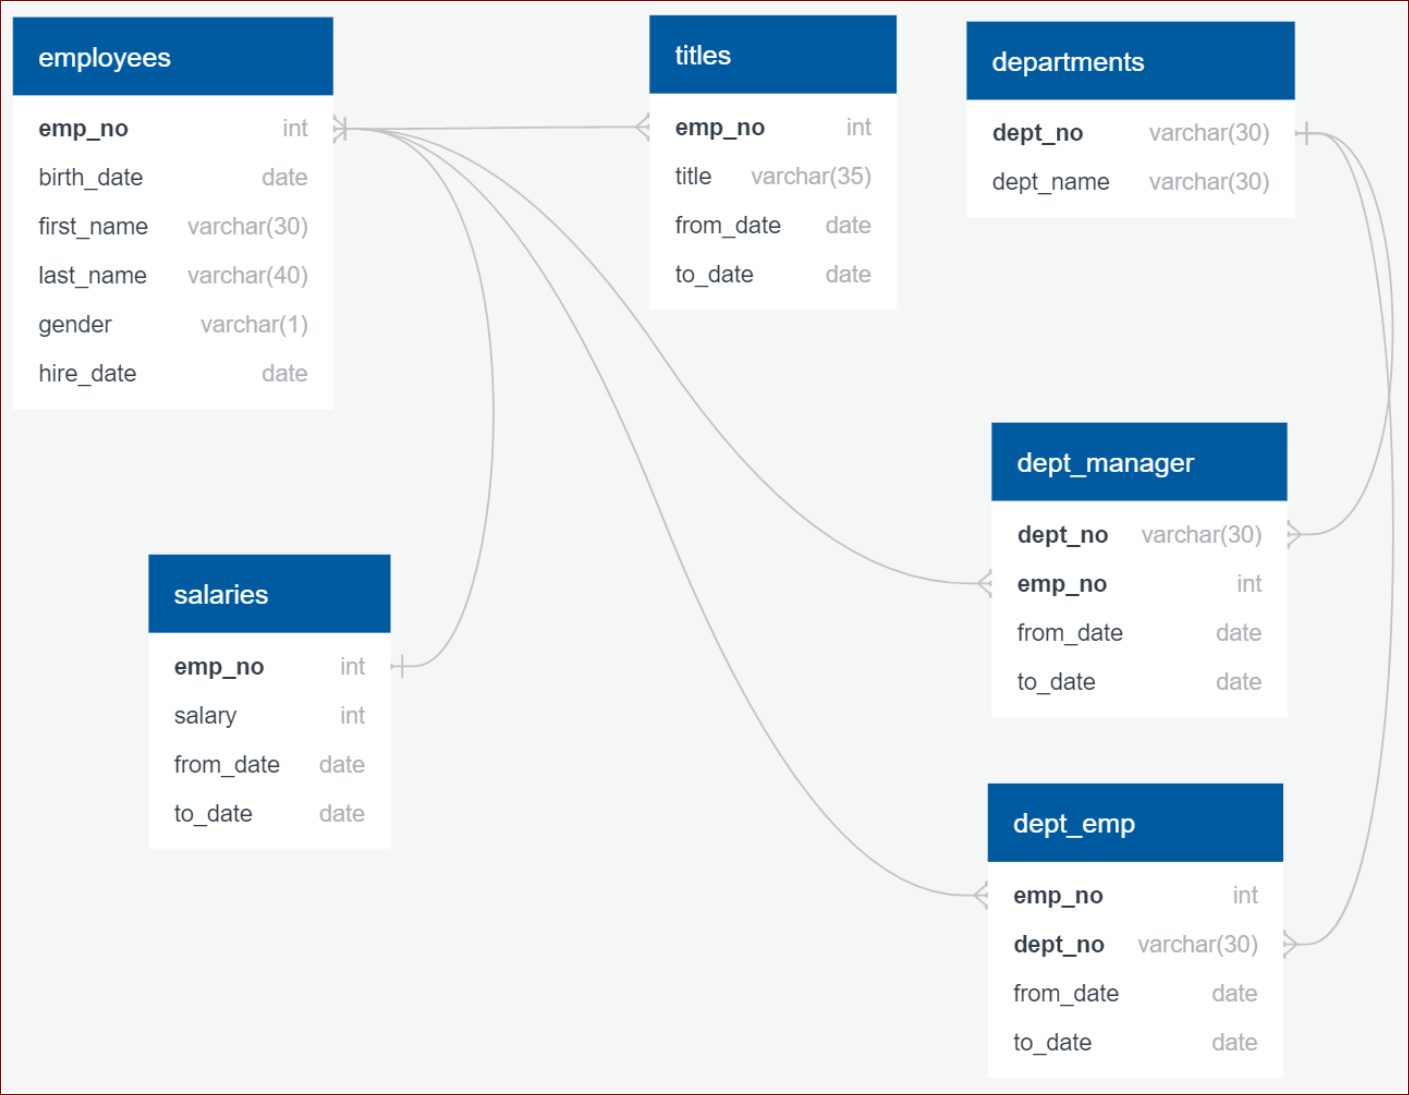 employees
emp_no int
birth_date date
first_name varchar(30)
last_name varchar(40)
gender varchar(1)
hire_date date
titles
emp_no int
title varchar(35)
from_date date
to_date date
departments
dept_no varchar(30)
dept_name varchar(30)
dept_manager
dept_no varchar(30)
emp_no int
from_date date
to_date date
salaries
emp_no int
salary int
from_date date
to_date date
dept_emp
emp_no int
dept_no varchar(30)
from_date date
to_date date